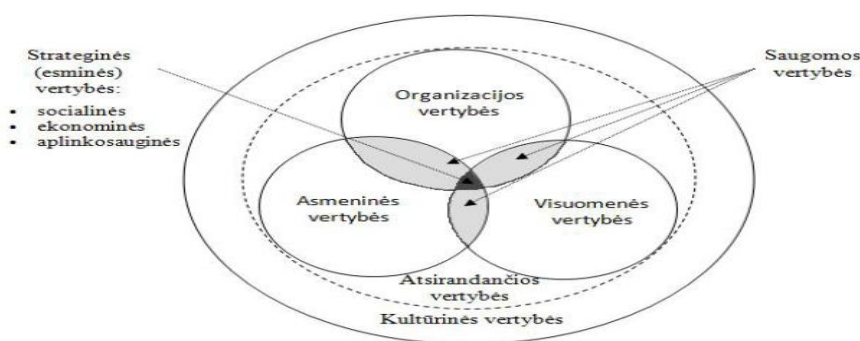 Strateginės
(esminės)
vertybės:
• socialinės
• ekonominės
• aplinkosauginės
Saugomos
vertybės
Organizacijos
vertybės
Asmeninės
vertybės
Visuomenės
vertybės
Atsirandančios
vertybės
Kultūrinės vertybės